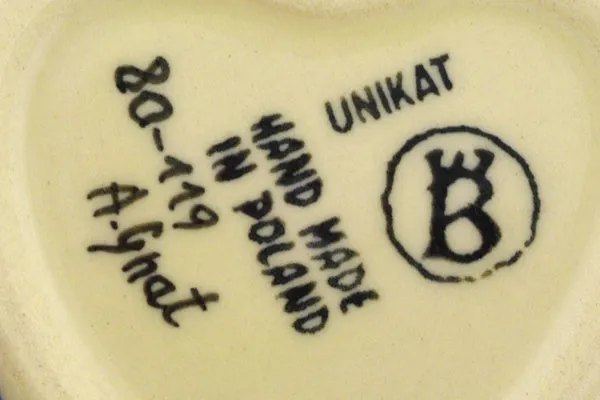 80-119
A.Gnat
HAND MADE
IN POLAND
UNIKAT
B